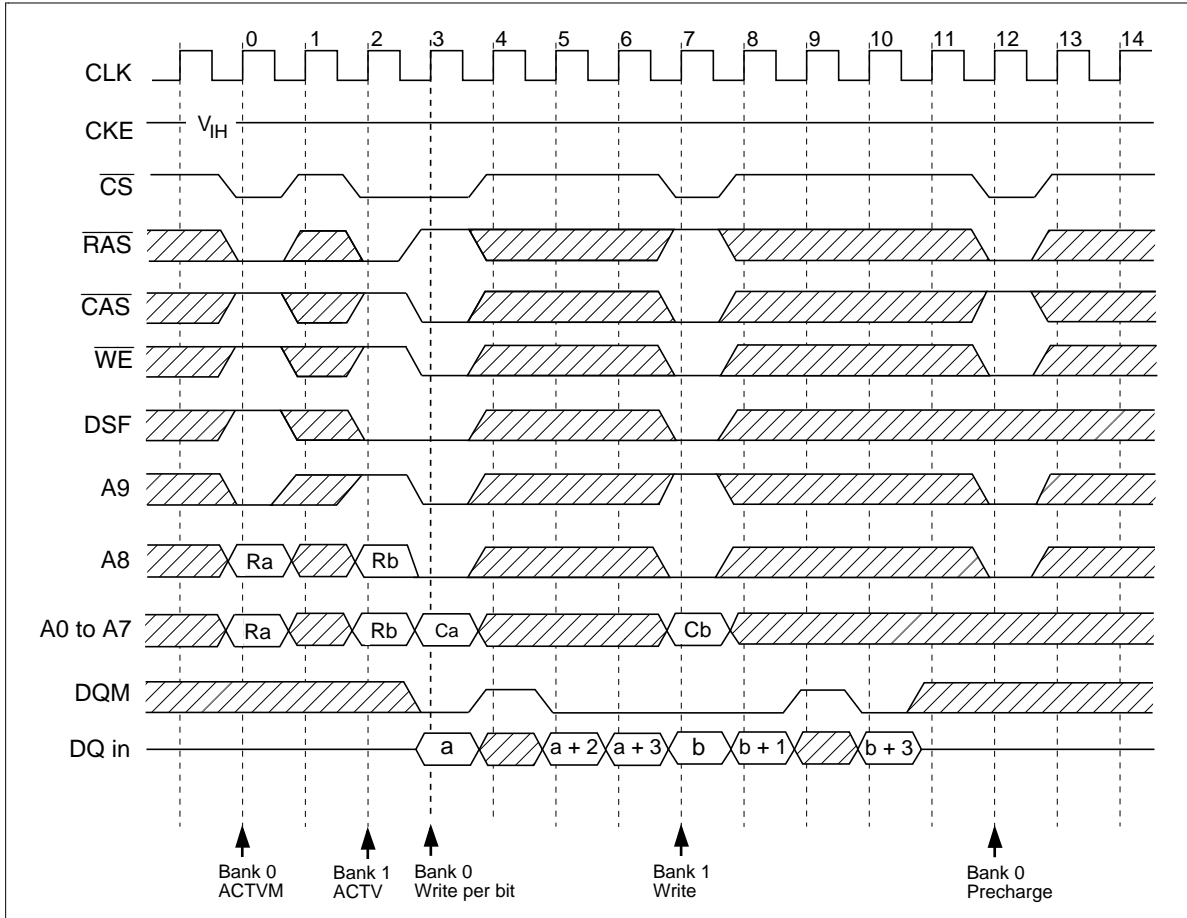 0 1 2 3 4 5 6 7 8 9 10 11 12 13 14
CLK
CKE VIH
CS
RAS
CAS
WE
DSF
A9
A8 Ra Rb
A0 to A7 Ra Rb Ca Cb
DQM
DQ in a a + 2 a + 3 b b + 1 b + 3
Bank 0 Bank 1 Bank 0 Bank 1 Bank 0
ACTVM ACTV Write per bit Write Precharge